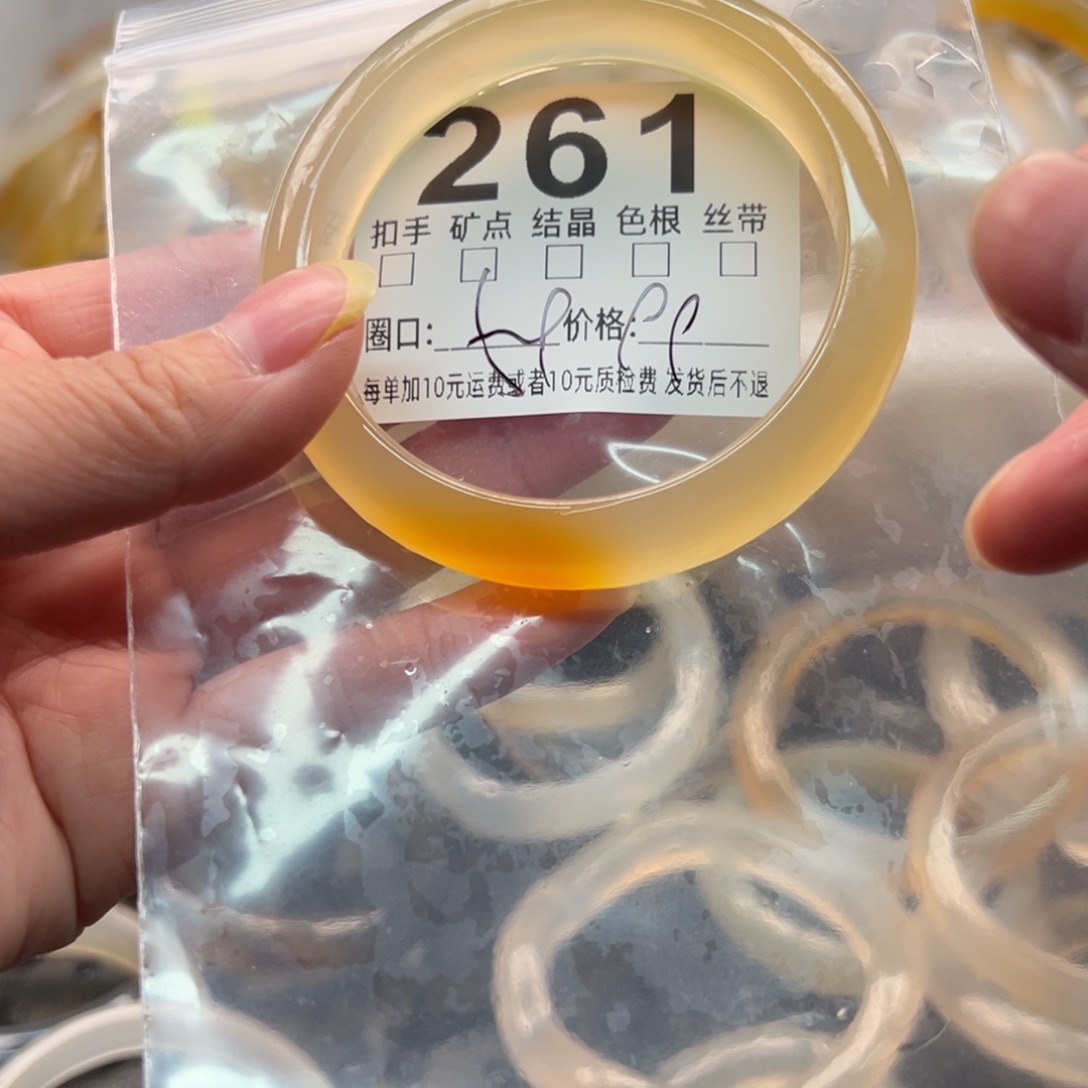 261
扣手 矿点 结晶 色根 丝带
圈口: 价格:
每单加10元运费或者10元质检费 发货后不退